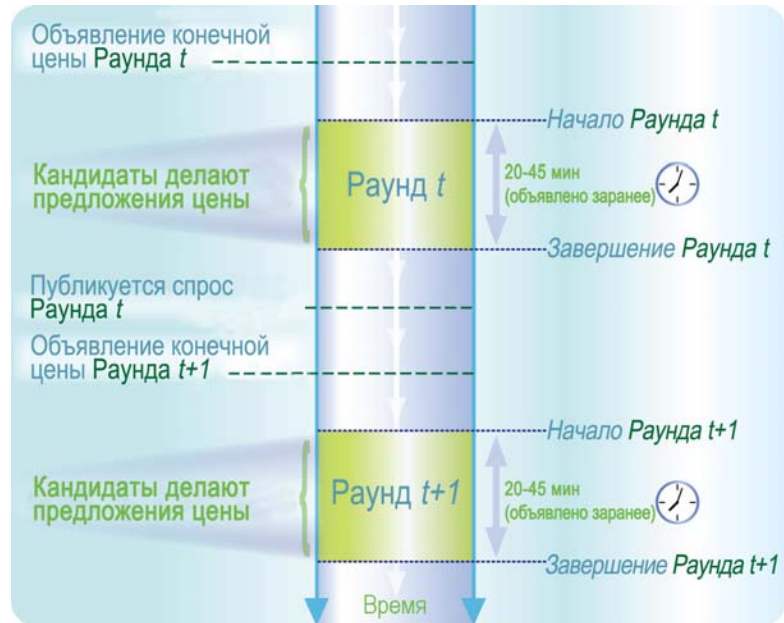 Объявление конечной
цены Раунда t
Начало Раунда t
Кандидаты делают
предложения цены
Раунд t
20-45 мин
(объявлено заранее)
Завершение Раунда t
Публикуется спрос
Раунда t
Объявление конечной
цены Раунда t+1
Начало Раунда t+1
Кандидаты делают
предложения цены
Раунд t+1
20-45 мин
(объявлено заранее)
Завершение Раунда t+1
Время